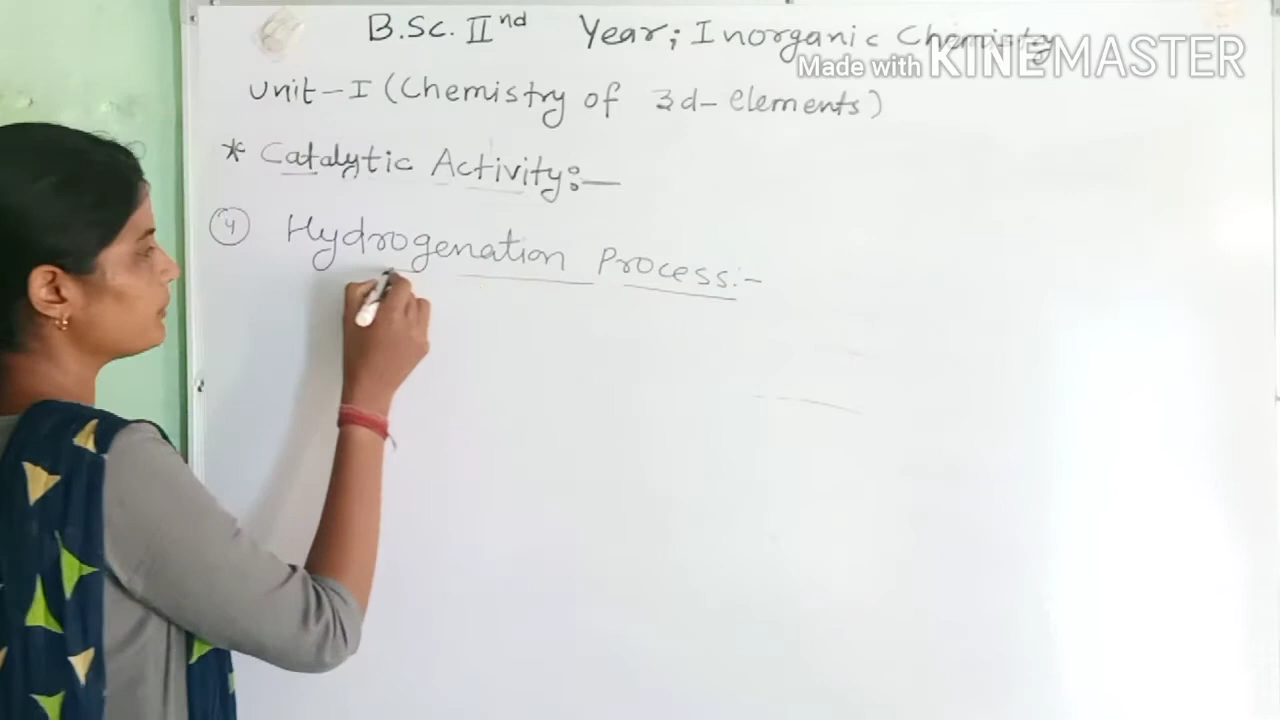 B.Sc. IInd Year; Inorganic Chemistry
Made with KINEMASTER
Unit-I (Chemistry of 3d-elements)
* Catalytic Activity:-
4 Hydrogenation Process:-